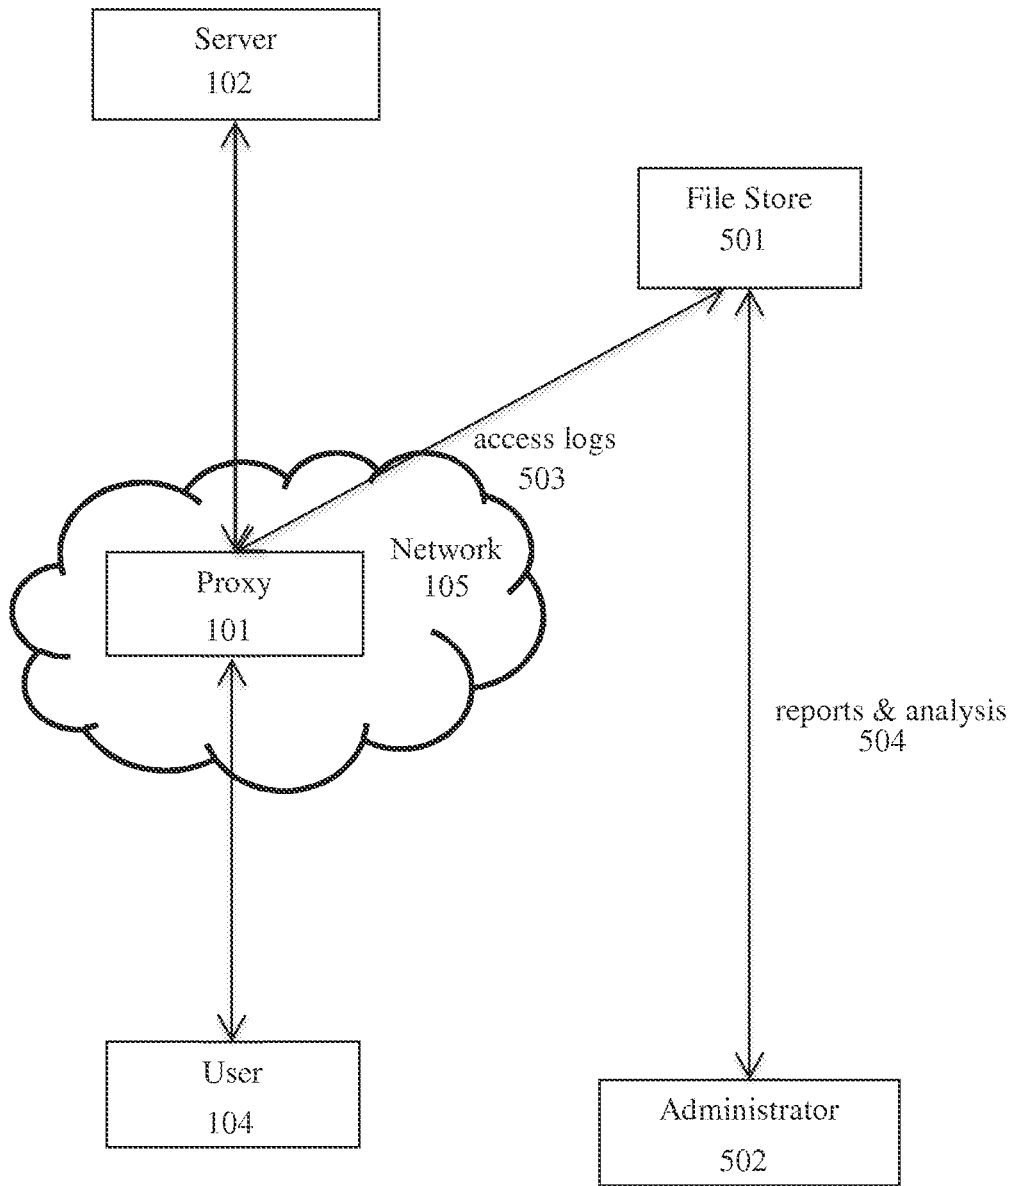 Server
102
File Store
501
access logs
503
Network
105
Proxy
101
reports & analysis
504
User
104
Administrator
502